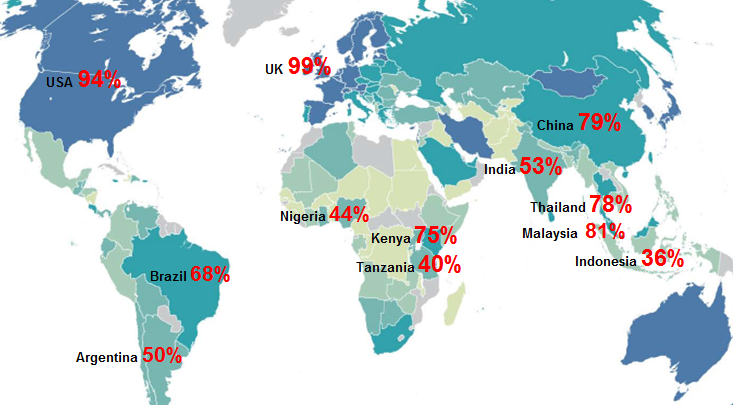 USA 94%
UK 99%
China 79%
India 53%
Thailand 78%
Nigeria 44%
Malaysia 81%
Kenya 75%
Indonesia 36%
Tanzania 40%
Brazil 68%
Argentina 50%